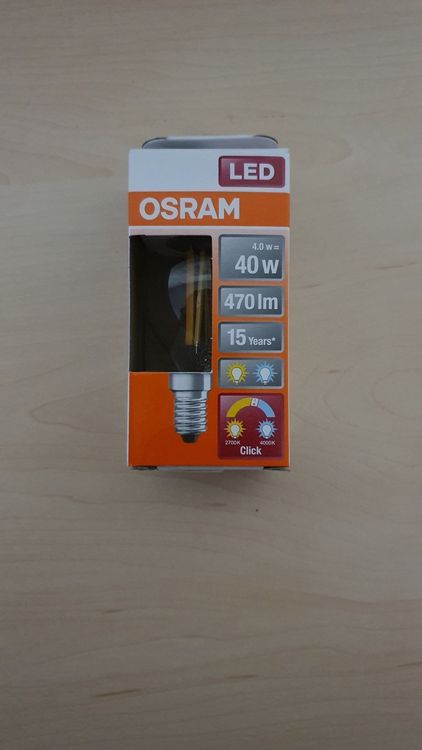 LED
OSRAM
4.0 w =
40 w
470 lm
15 Years*
2700K 4000K
Click